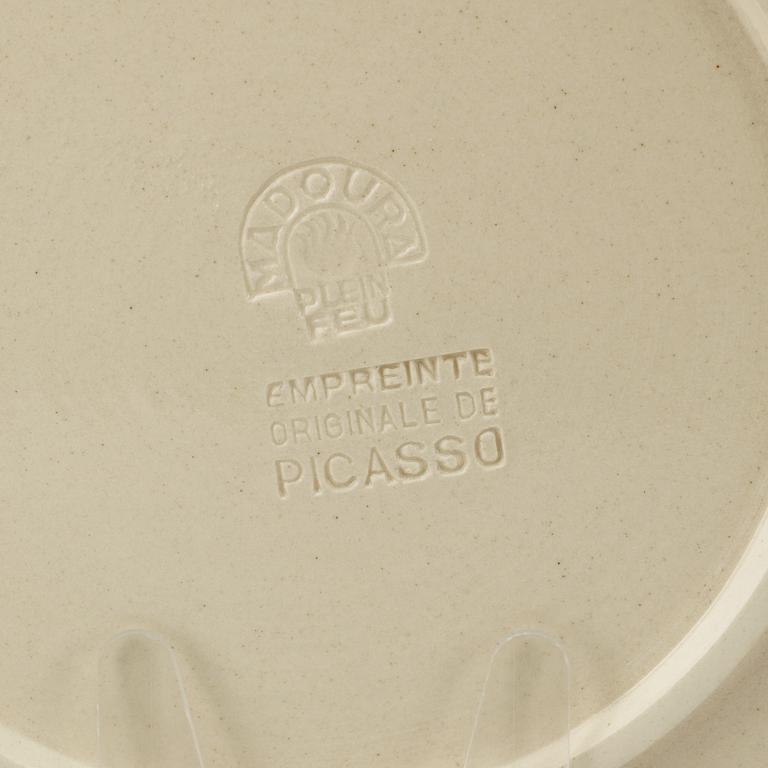 MADOURA
PLEIN
FEU
EMPREINTE
ORIGINALE DE
PICASSO